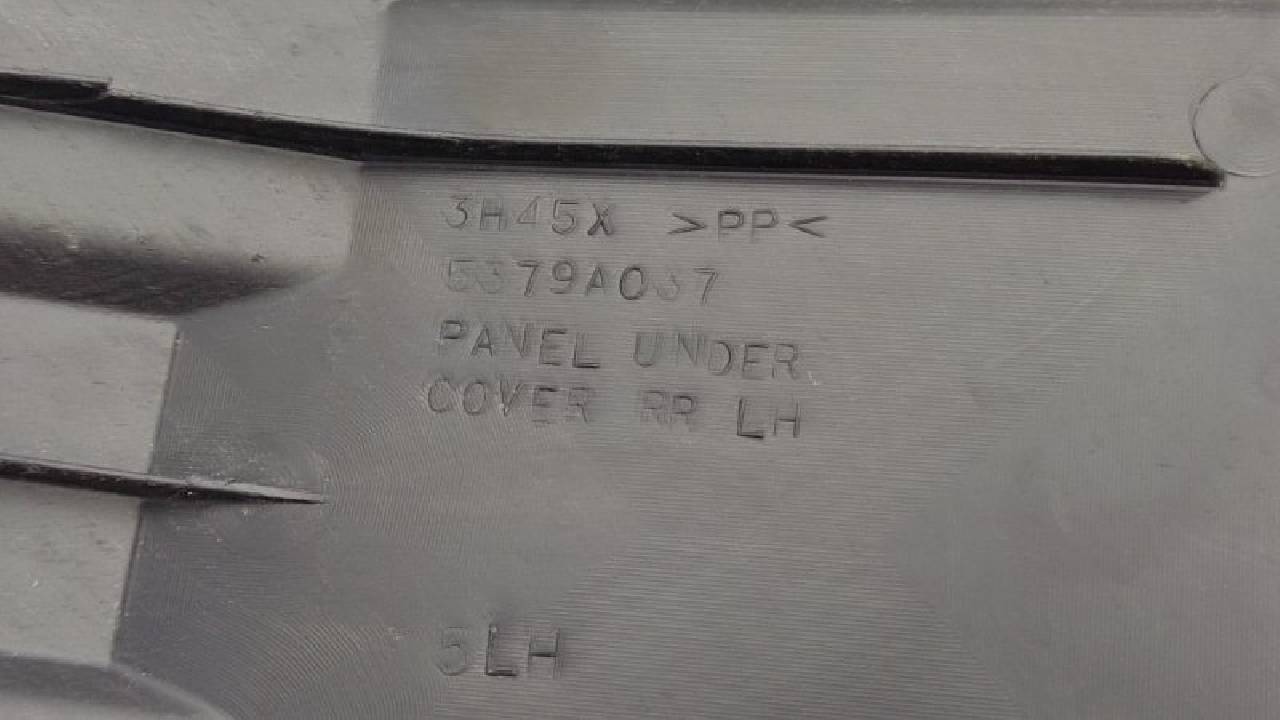 3H45X >PP<
5379A037
PANEL UNDER
COVER RR LH
5LH